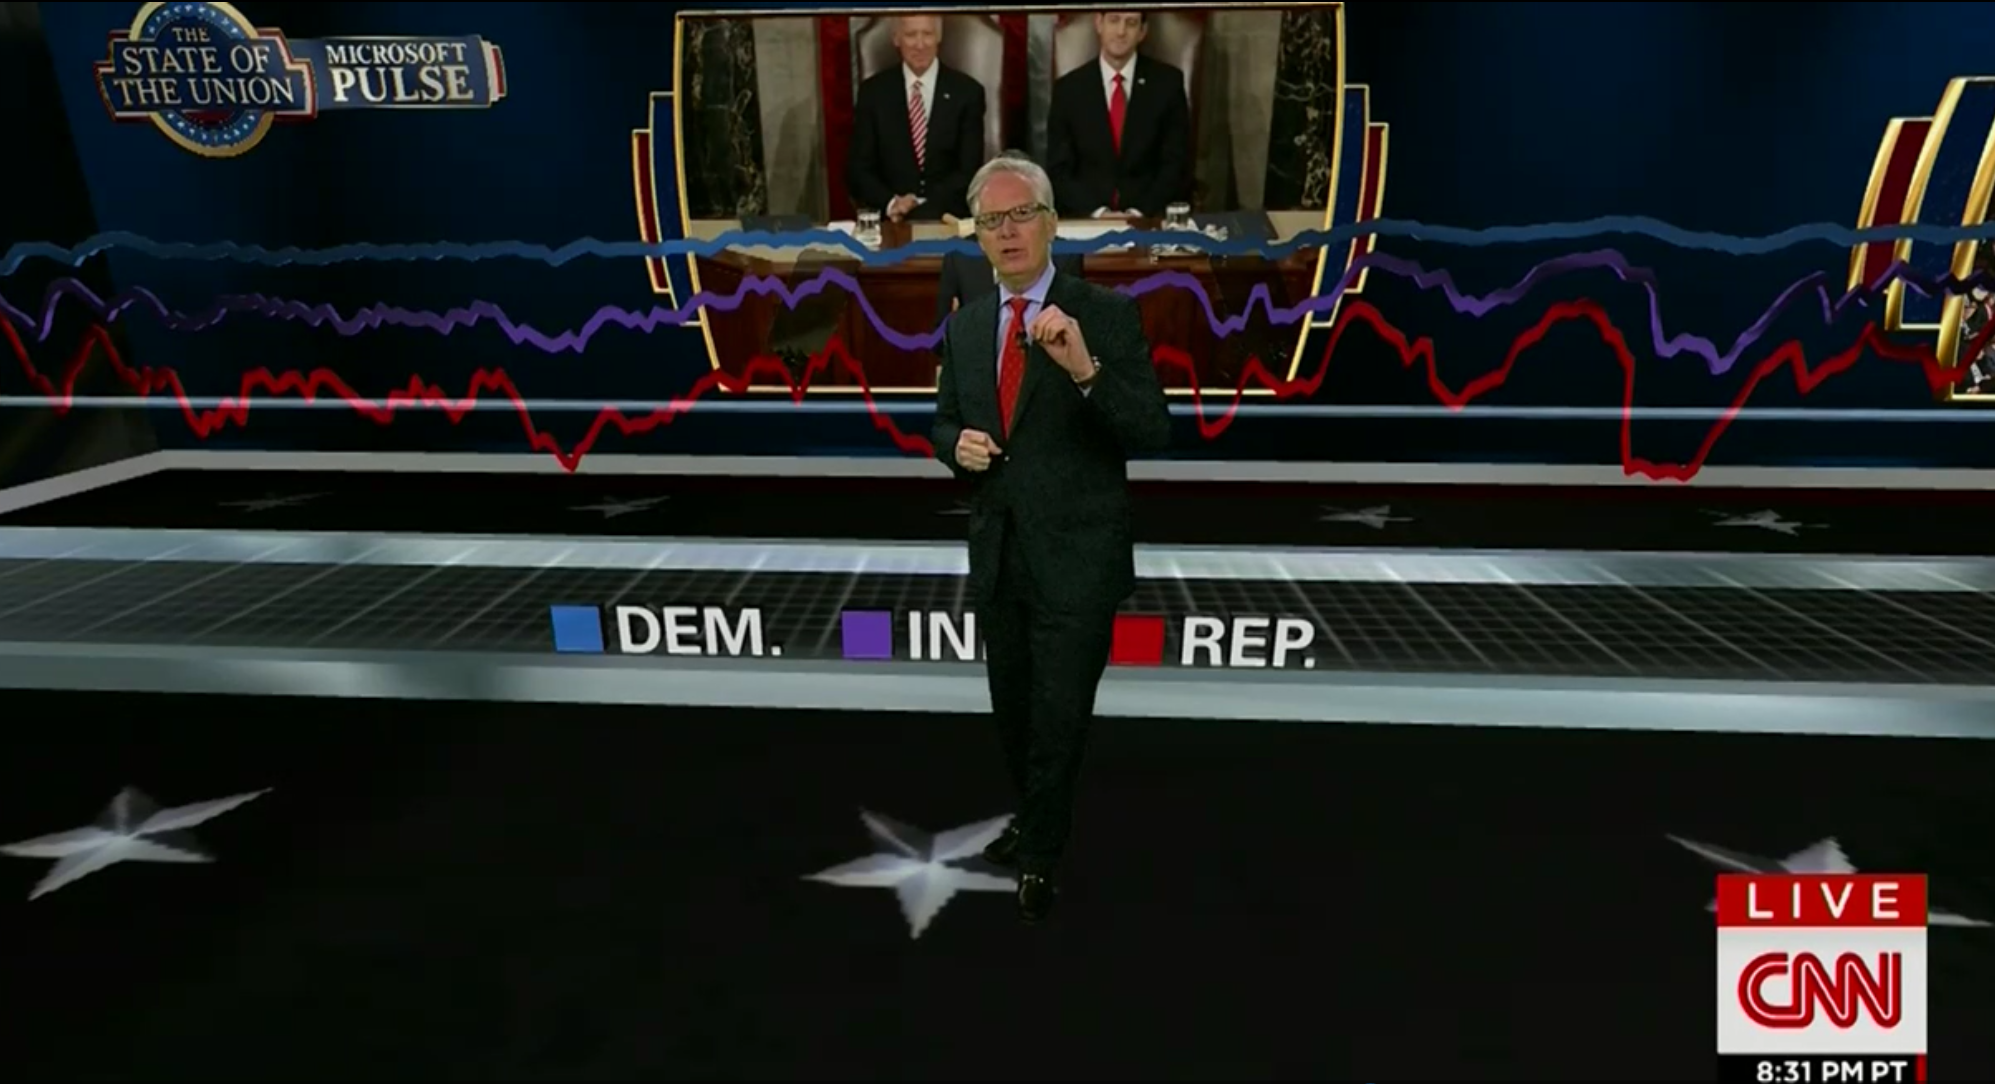 THE
STATE OF
THE UNION
MICROSOFT
PULSE
DEM.
IN
REP.
LIVE
CNN
8:31 PM PT